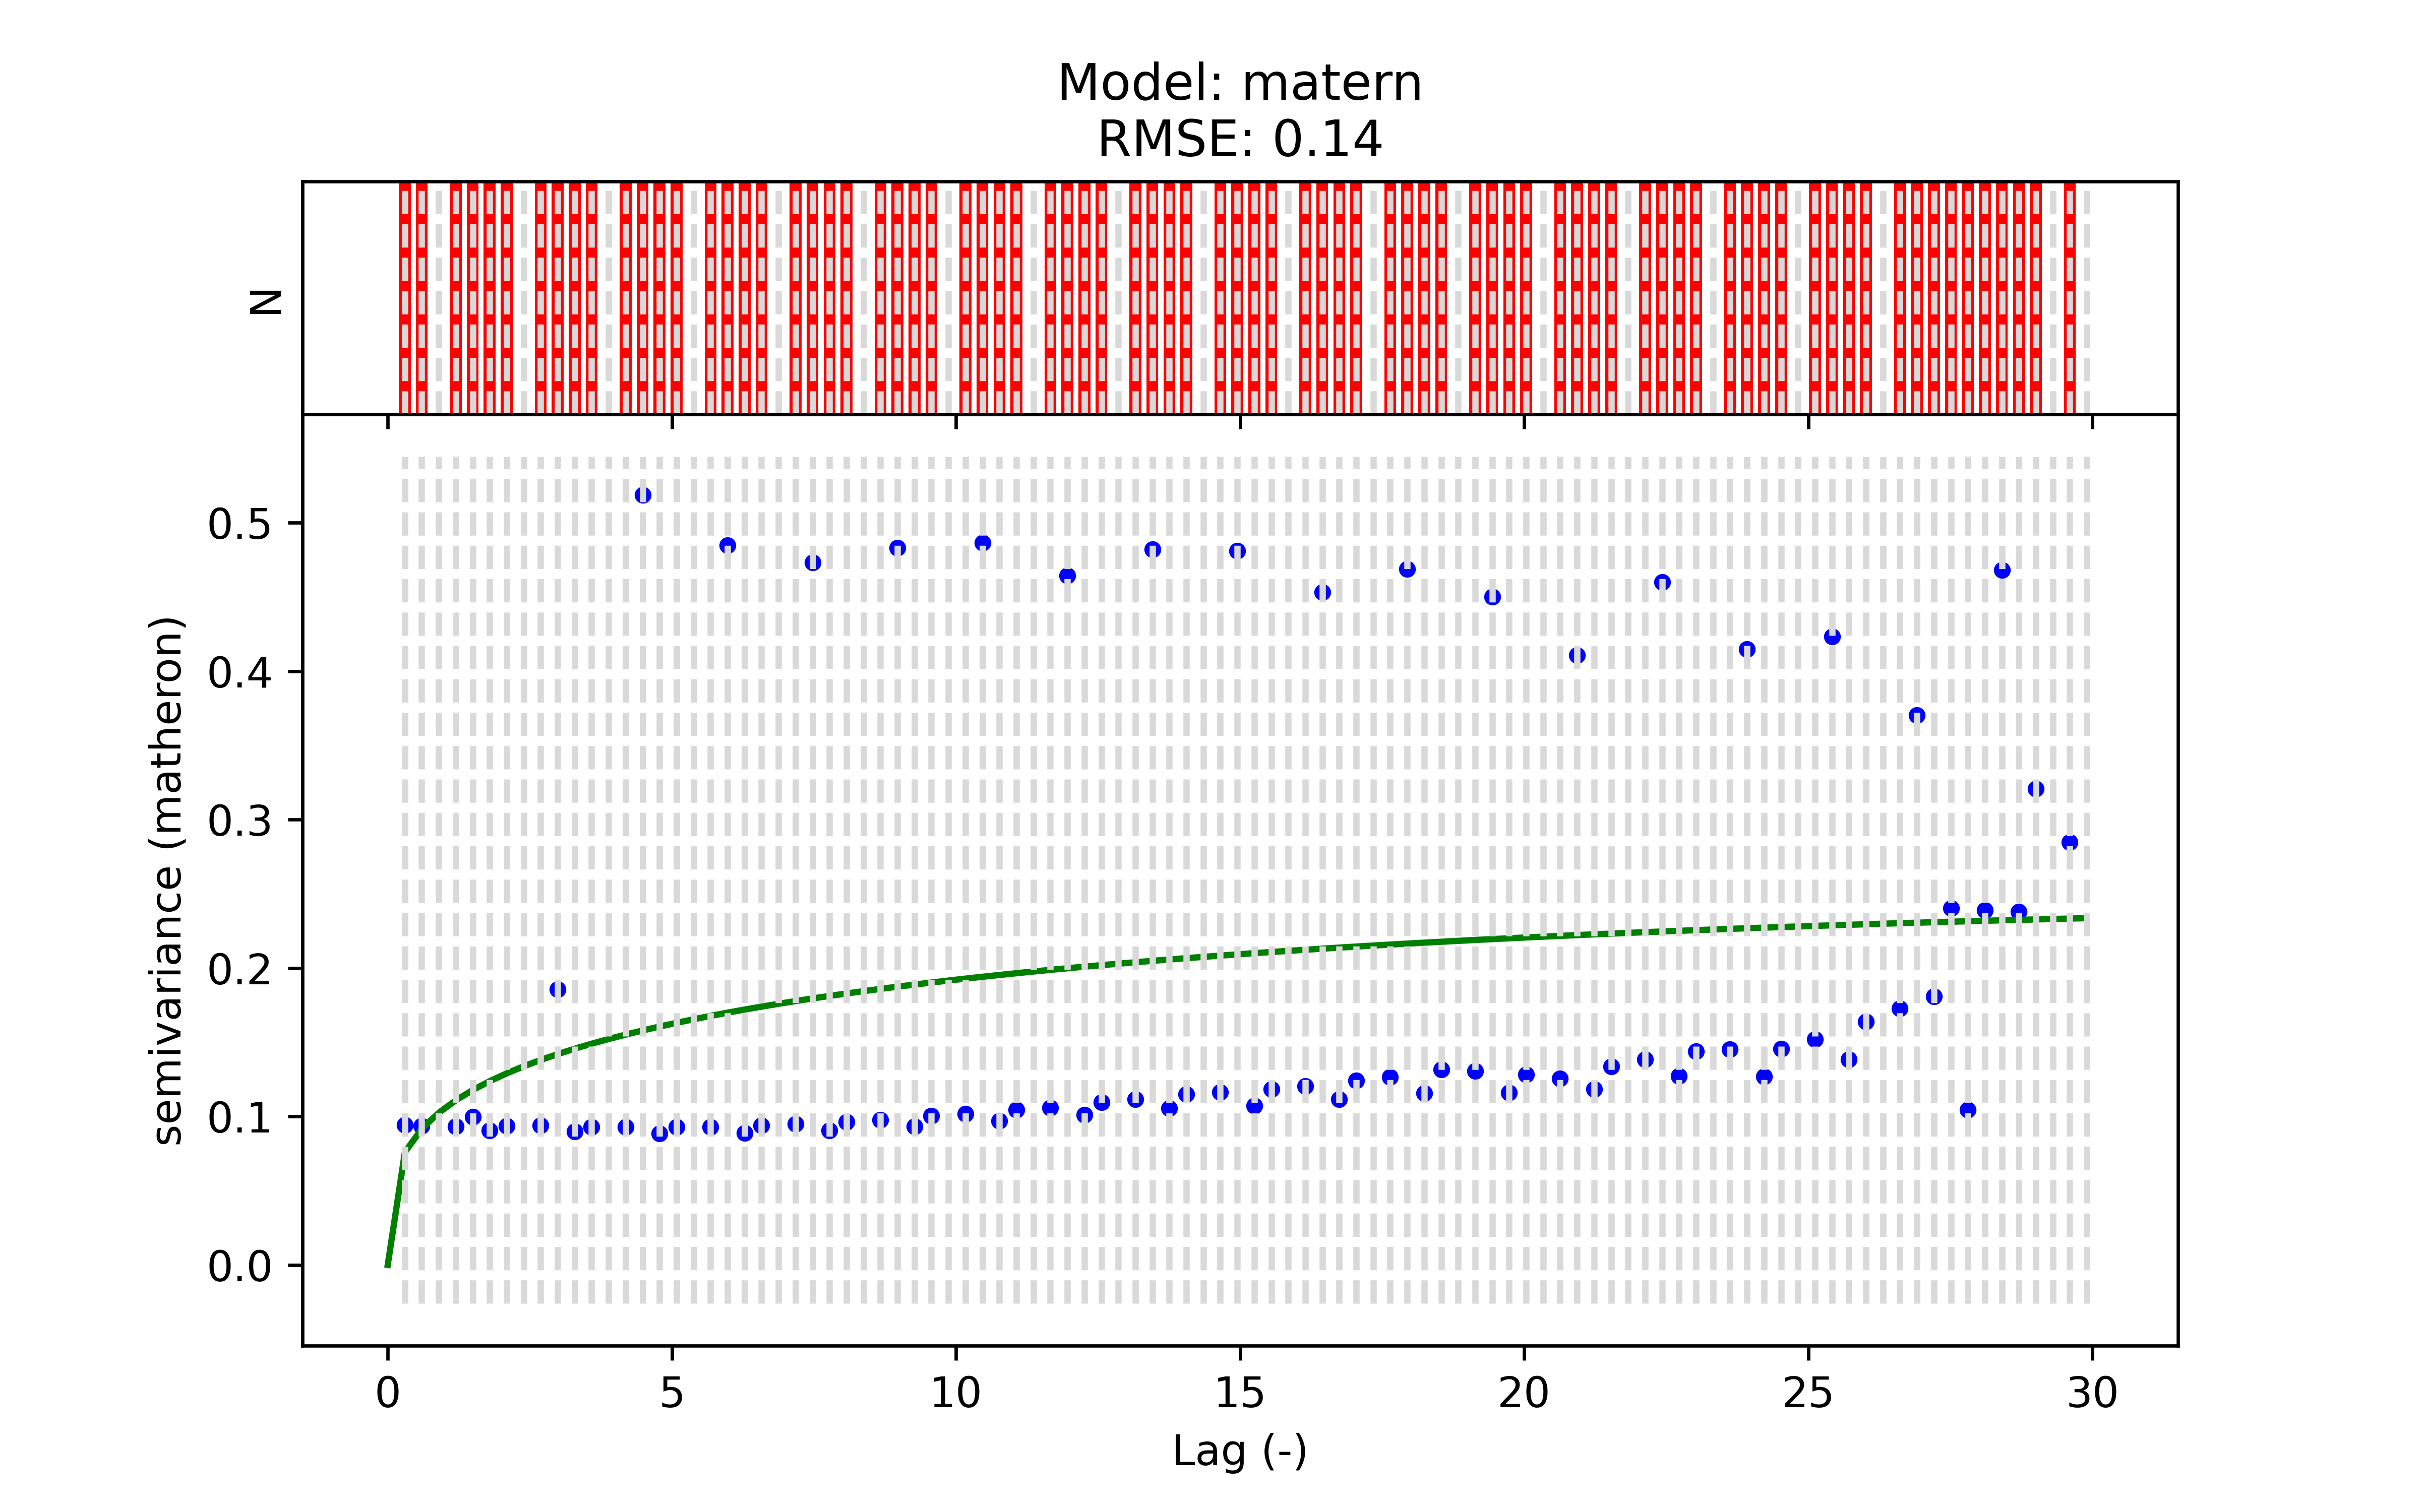 Model: matern
RMSE: 0.14
N
semivariance (matheron)
0.5
0.4
0.3
0.2
0.1
0.0
0 5 10 15 20 25 30
Lag (-)